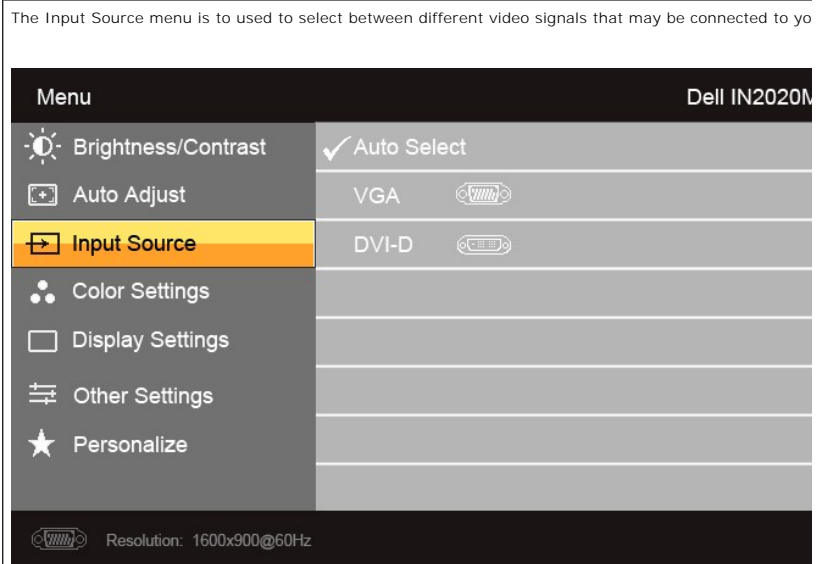 The Input Source menu is to used to select between different video signals that may be connected to
Menu
Dell
Brightness/Contrast
Auto Select
Auto Adjust
VGA
Input Source
DVI-D
Color Settings
Display Settings
Other Settings
Personalize
Resolution: 1600x900@60Hz